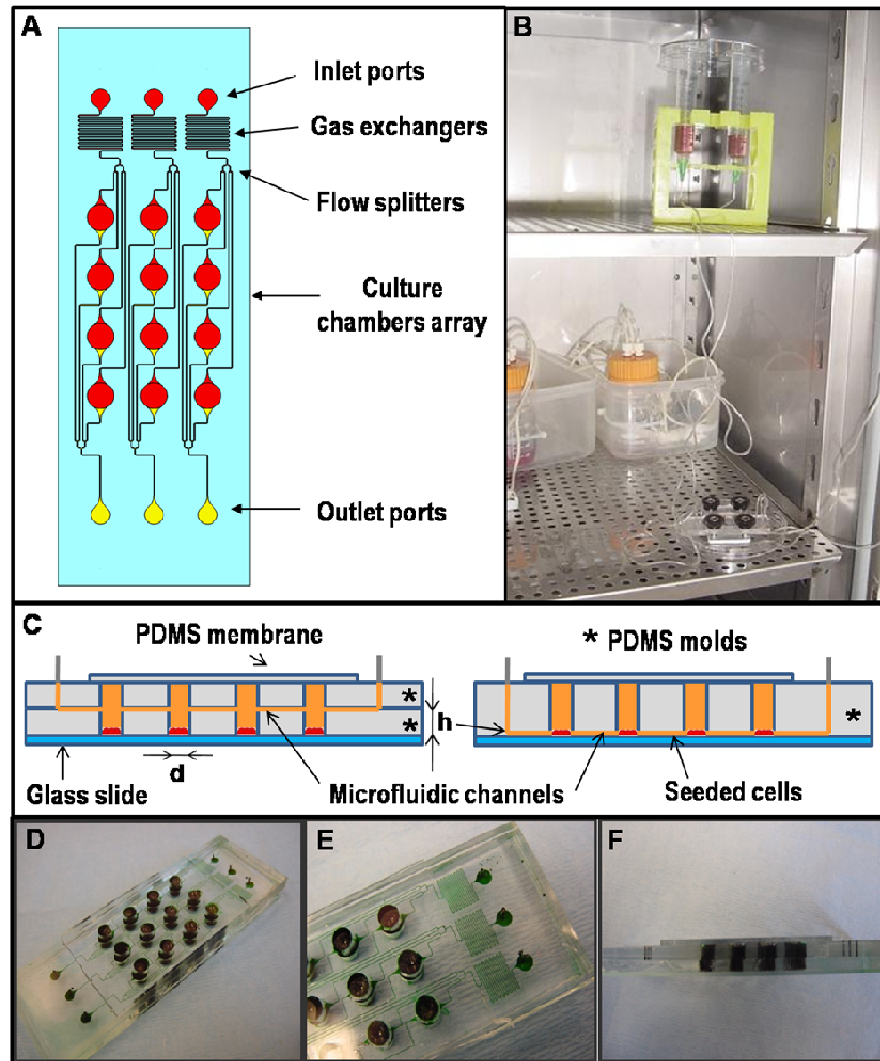 A
Inlet ports
Gas exchangers
Flow splitters
Culture
chambers array
Outlet ports
B
C
PDMS membrane
* PDMS molds
*
*
h
*
d
Glass slide
Microfluidic channels
Seeded cells
D
E
F